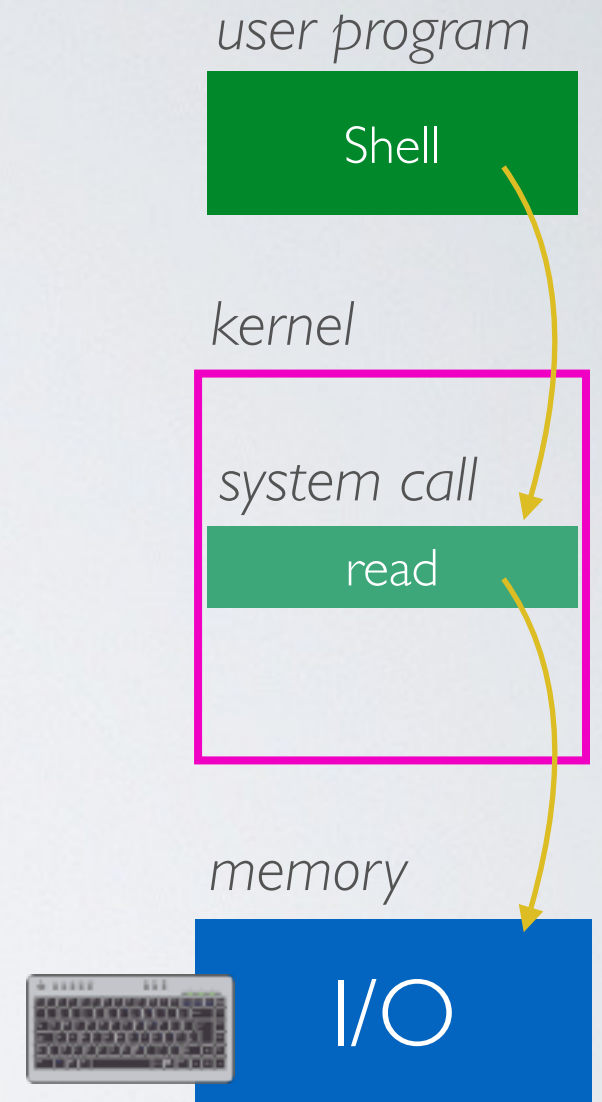 user program
Shell
kernel
system call
read
memory
I/O